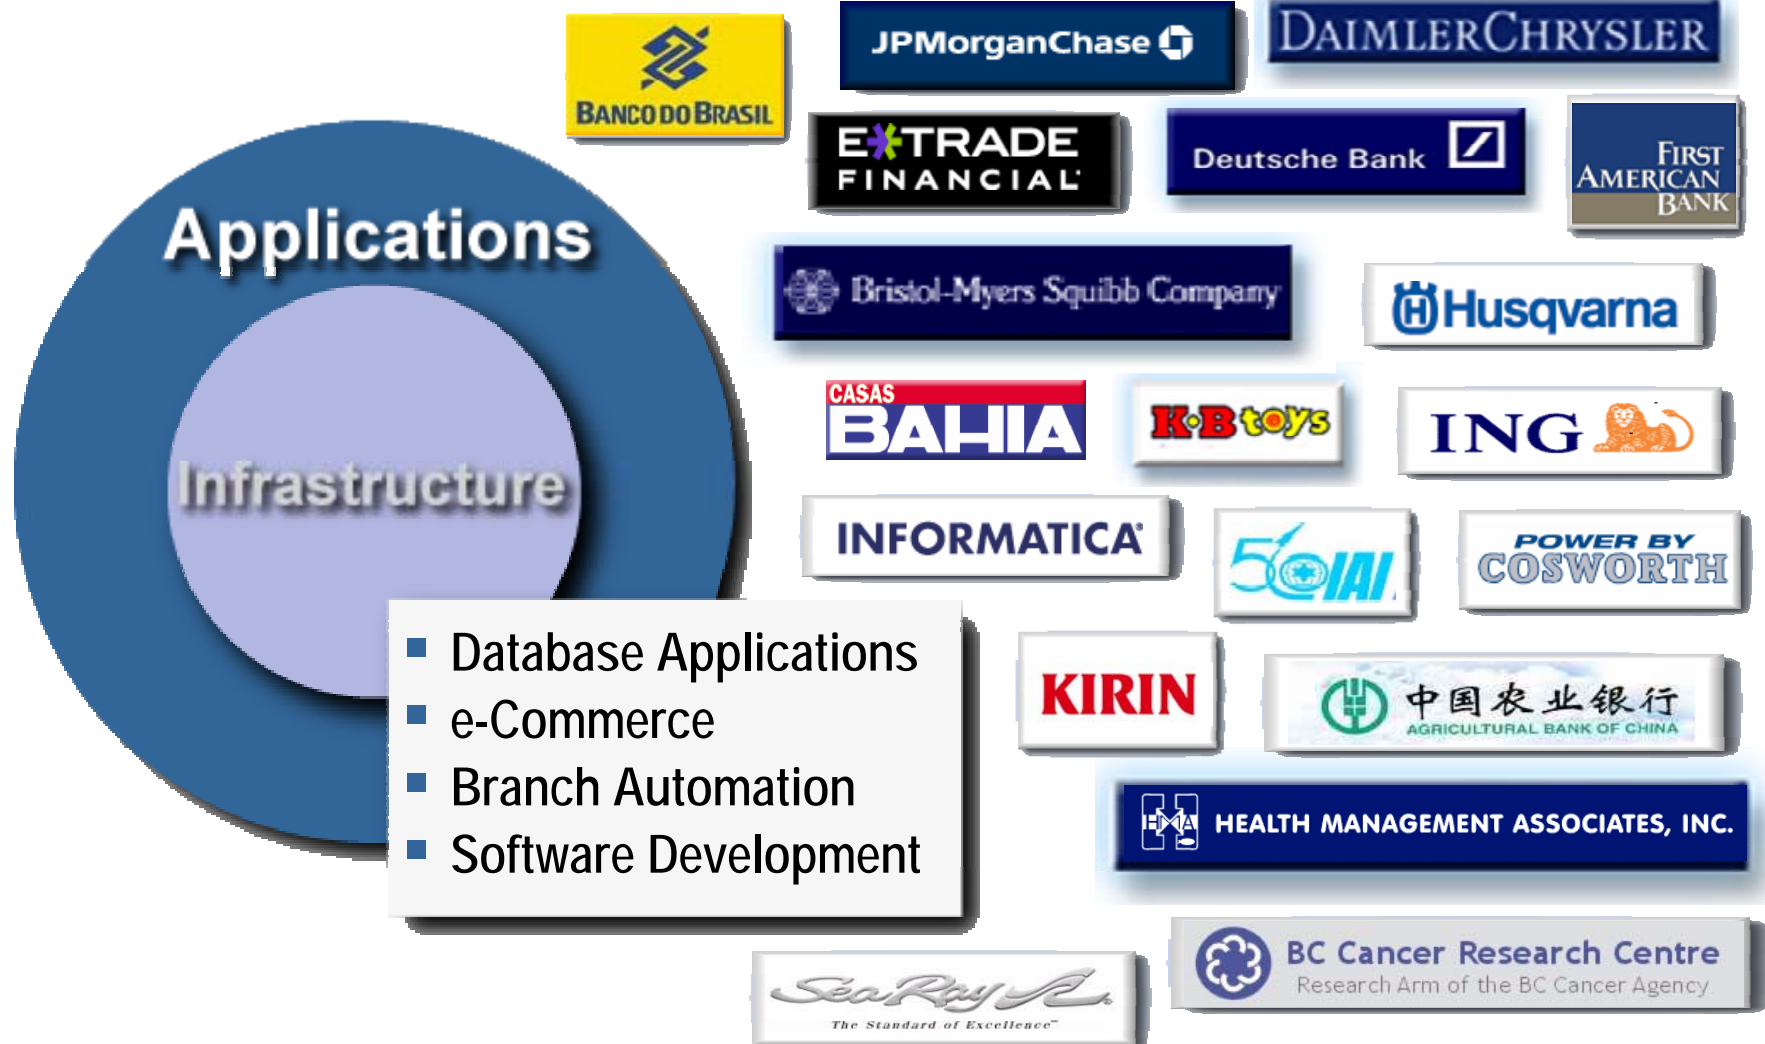 BANCO DO BRASIL
JPMorganChase
DAIMLERCHRYSLER
E*TRADE
FINANCIAL
Deutsche Bank
FIRST
AMERICAN
BANK
Applications
Infrastructure
Bristol-Myers Squibb Company
Husqvarna
CASAS
BAHIA
K·B toys
ING
INFORMATICA
50 IAI
POWER BY
COSWORTH
Database Applications
e-Commerce
Branch Automation
Software Development
KIRIN
中国农业银行
AGRICULTURAL BANK OF CHINA
HMA
HEALTH MANAGEMENT ASSOCIATES, INC.
BC Cancer Research Centre
Research Arm of the BC Cancer Agency
Sea Ray
The Standard of Excellence™